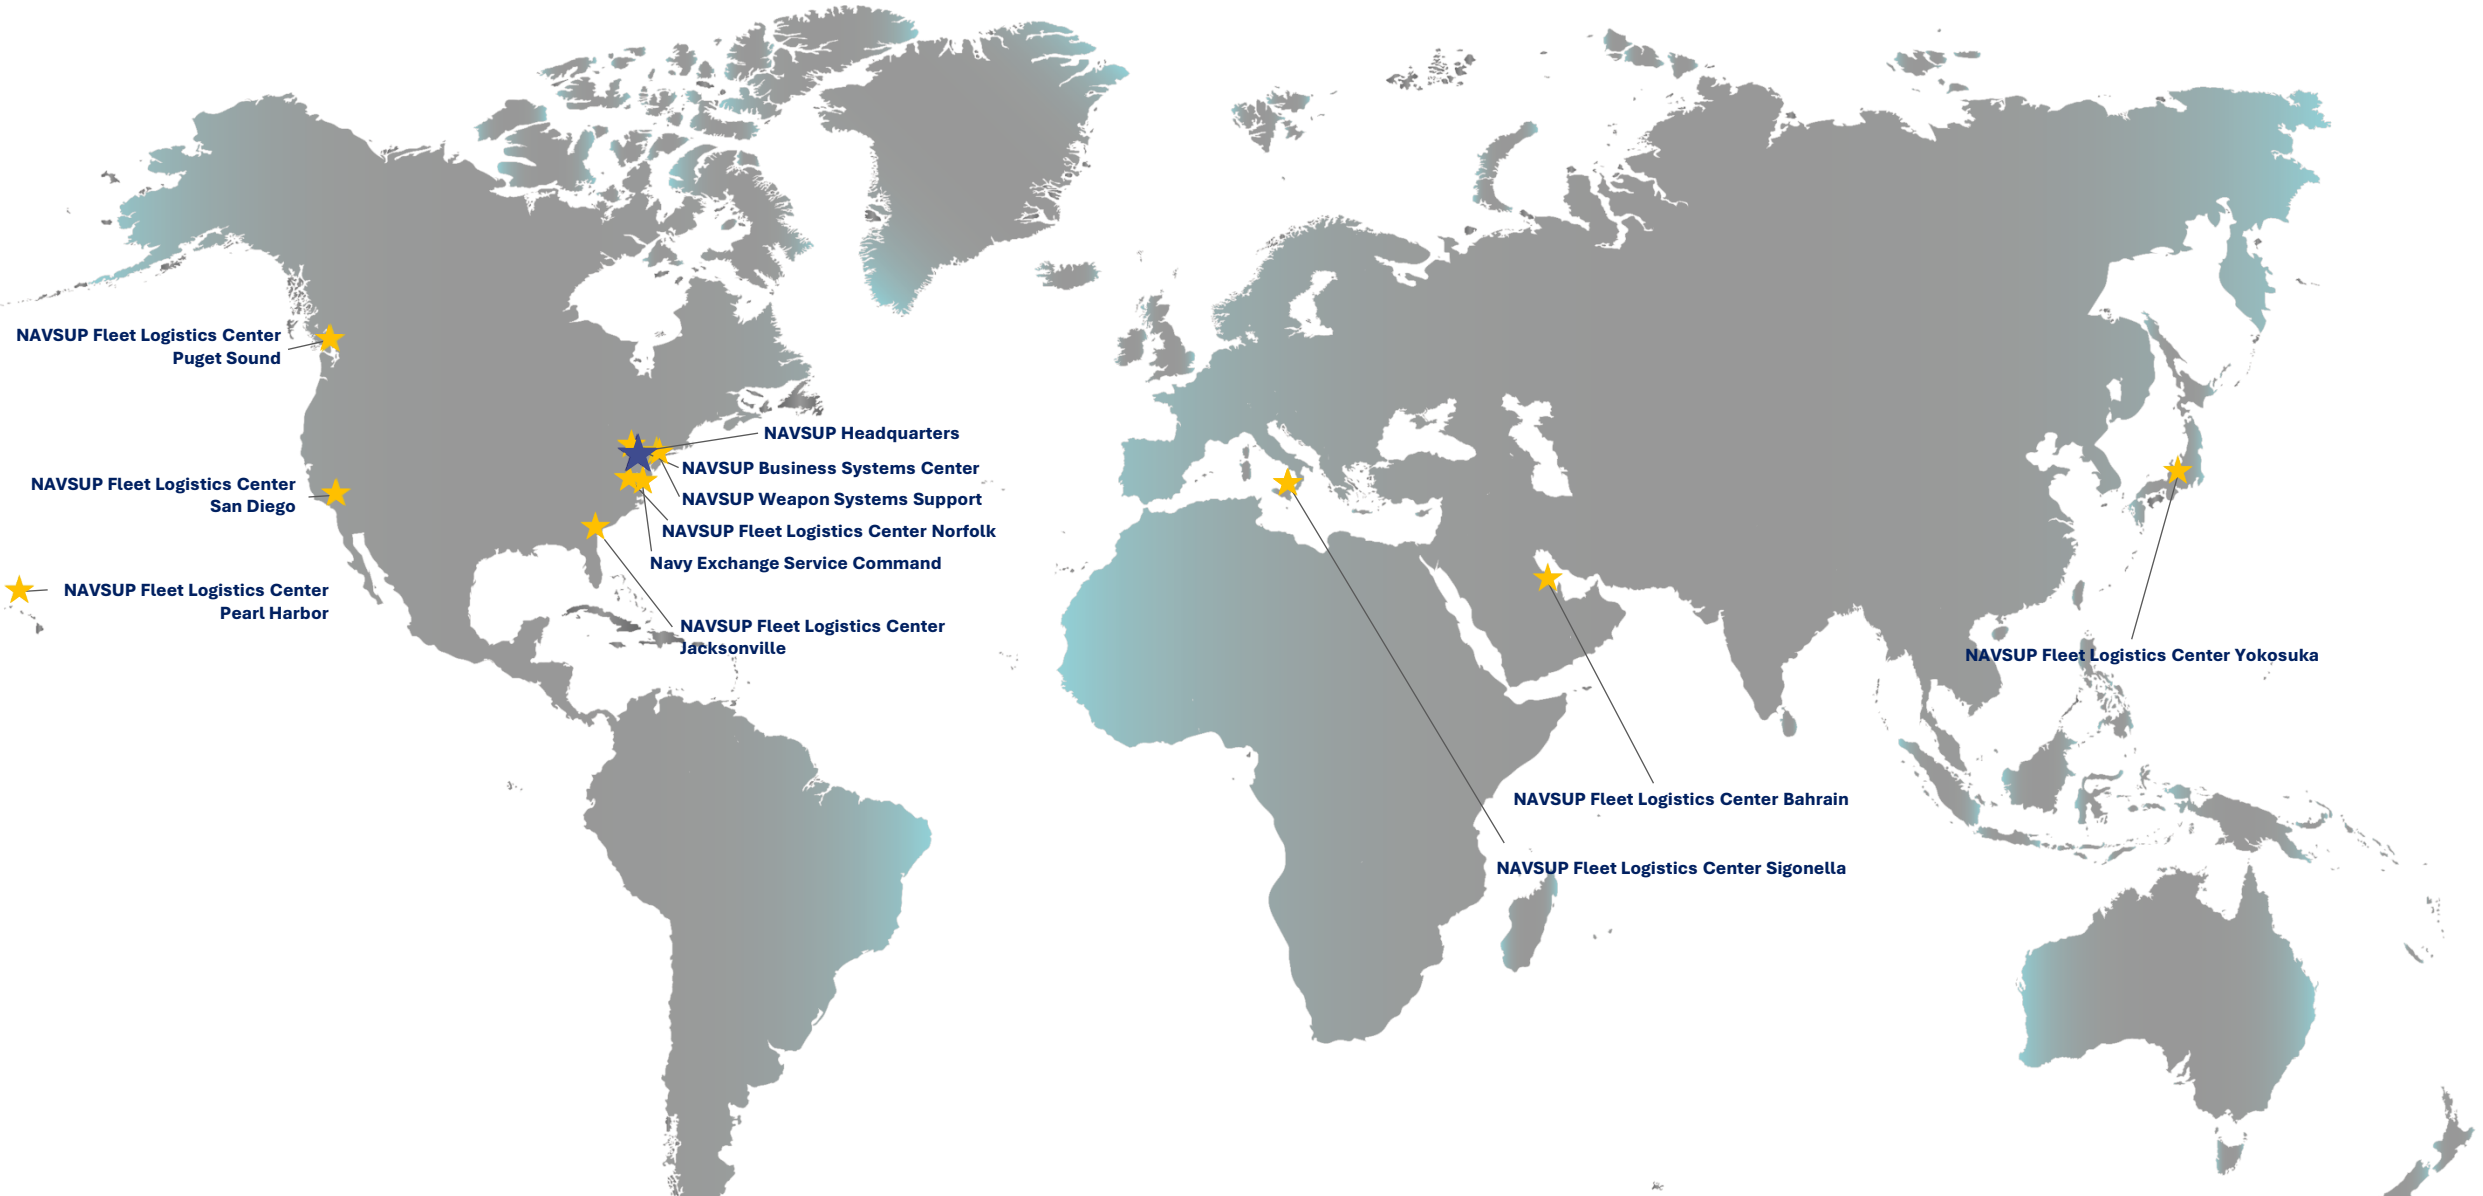 NAVSUP Fleet Logistics Center
Puget Sound
NAVSUP Headquarters
NAVSUP Business Systems Center
NAVSUP Fleet Logistics Center
San Diego
NAVSUP Weapon Systems Support
NAVSUP Fleet Logistics Center Norfolk
Navy Exchange Service Command
NAVSUP Fleet Logistics Center
Pearl Harbor
NAVSUP Fleet Logistics Center
Jacksonville
NAVSUP Fleet Logistics Center Yokosuka
NAVSUP Fleet Logistics Center Bahrain
NAVSUP Fleet Logistics Center Sigonella